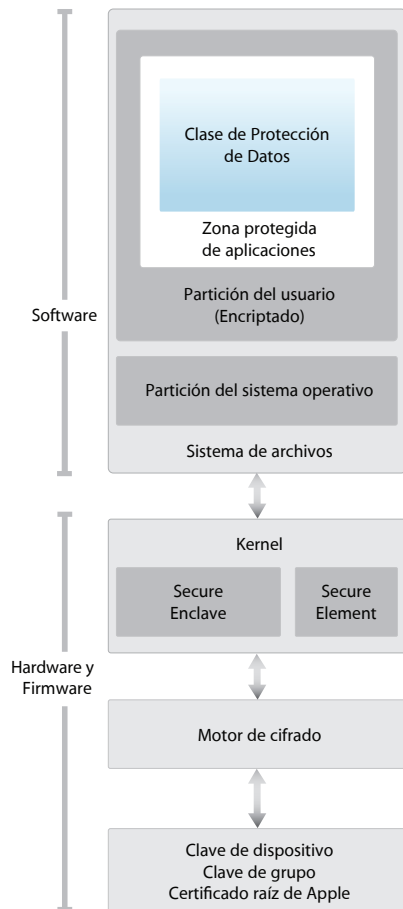 Clase de Protección
de Datos
Zona protegida
de aplicaciones
Partición del usuario
(Encriptado)
Software
Partición del sistema operativo
Sistema de archivos
Kernel
Secure
Enclave
Secure
Element
Hardware y
Firmware
Motor de cifrado
Clave de dispositivo
Clave de grupo
Certificado raíz de Apple